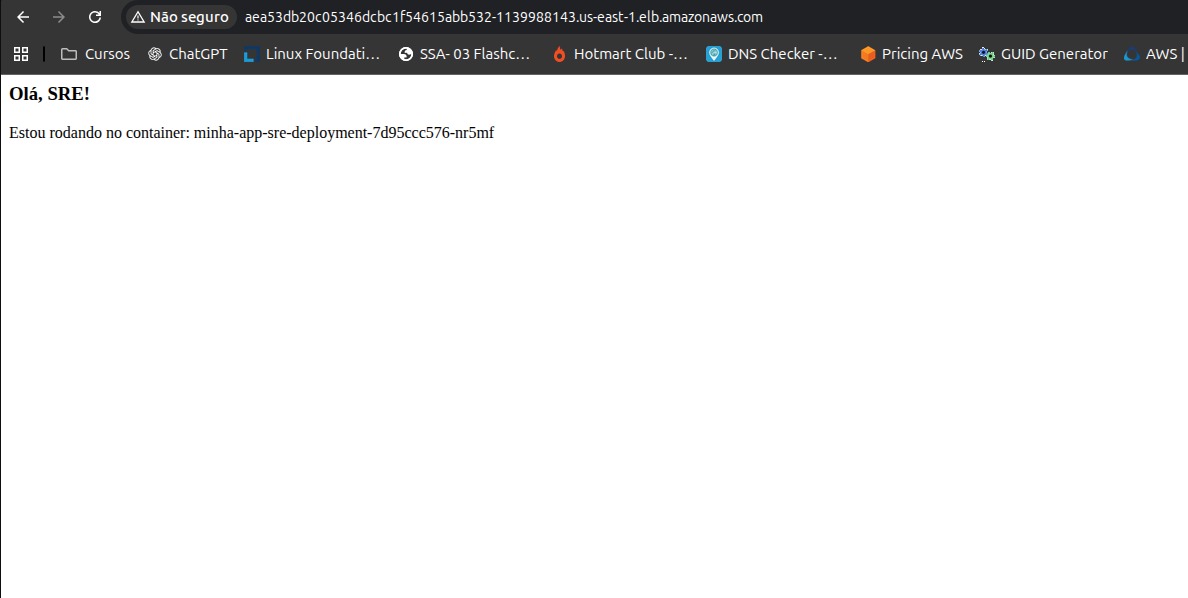 Não seguro aea53db20c05346dcbc1f54615abb532-1139988143.us-east-1.elb.amazonaws.com
Cursos ChatGPT Linux Foundati... SSA- 03 Flashc... Hotmart Club -... DNS Checker -... Pricing AWS GUID Generator AWS |
Olá, SRE!
Estou rodando no container: minha-app-sre-deployment-7d95ccc576-nr5mf